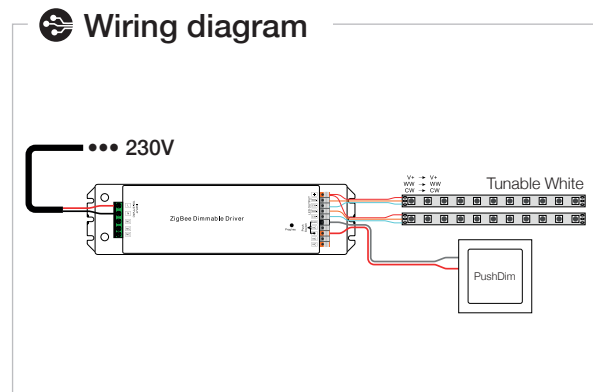 Wiring diagram
230V
V+ → V+
WW → WW
CW → CW
Tunable White
ZigBee Dimmable Driver
PushDim